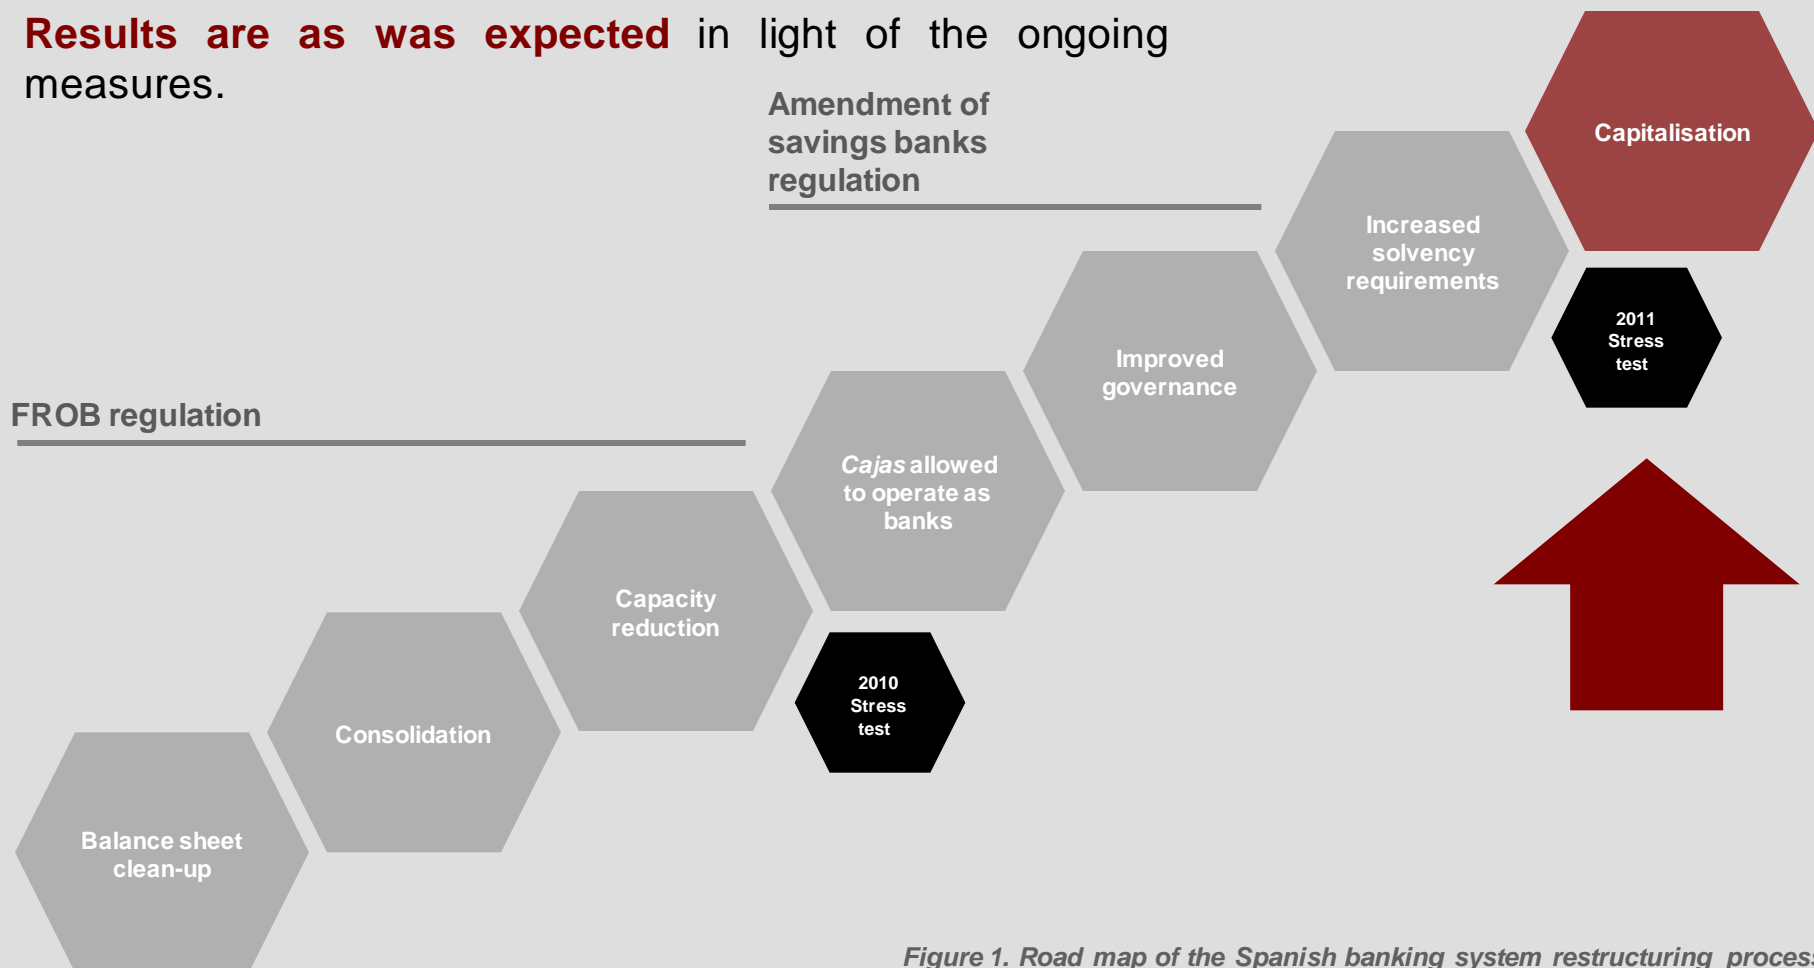 Results are as was expected in light of the ongoing
measures.
Amendment of
savings banks
regulation
Capitalisation
Increased
solvency
requirements
2011
Stress
test
Improved
governance
FROB regulation
Cajas allowed
to operate as
banks
Capacity
reduction
2010
Stress
test
Consolidation
Balance sheet
clean-up
Figure 1. Road map of the Spanish banking system restructuring process